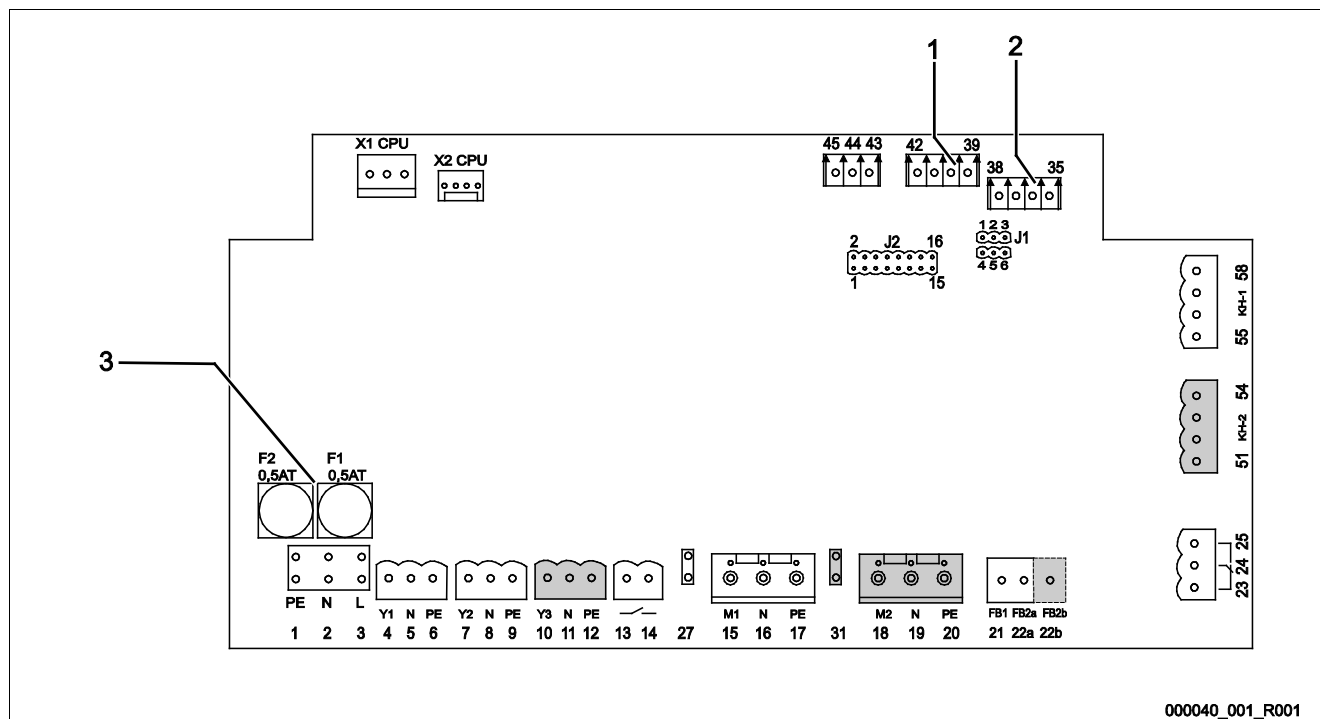 1
2
X1 CPU
X2 CPU
45 44 43
42 39
38 35
1 2 3
J1
4 5 6
2 J2 16
1 15
58
KH-1
55
54
KH-2
51
3
F2
0,5AT
F1
0,5AT
25
24
23
PE N L
Y1 N PE
Y2 N PE
Y3 N PE
M1 N PE
M2 N PE
FB1 FB2a FB2b
1 2 3 4 5 6 7 8 9 10 11 12 13 14 27 15 16 17 31 18 19 20 21 22a 22b
000040_001_R001